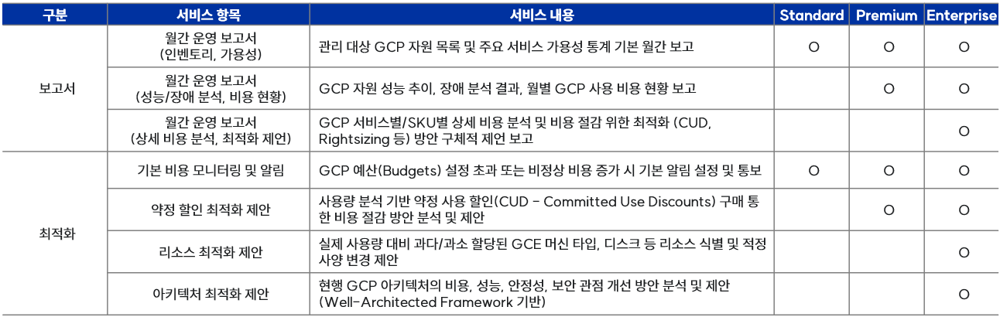 구분 서비스 항목 서비스 내용 Standard Premium Enterprise
보고서
월간 운영 보고서
(인벤토리, 가용성)
관리 대상 GCP 자원 목록 및 주요 서비스 가용성 통계 기본 월간 보고 O O O
월간 운영 보고서
(성능/장애 분석, 비용 현황)
GCP 자원 성능 추이, 장애 분석 결과, 월별 GCP 사용 비용 현황 보고 O O
월간 운영 보고서
(상세 비용 분석, 최적화 제언)
GCP 서비스별/SKU별 상세 비용 분석 및 비용 절감 위한 최적화 (CUD,
Rightsizing 등) 방안 구체적 제언 보고 O
최적화
기본 비용 모니터링 및 알림 GCP 예산(Budgets) 설정 초과 또는 비정상 비용 증가 시 기본 알림 설정 및 통보 O O O
약정 할인 최적화 제안
사용량 분석 기반 약정 사용 할인(CUD - Committed Use Discounts) 구매 통
한 비용 절감 방안 분석 및 제안 O O
리소스 최적화 제안
실제 사용량 대비 과다/과소 할당된 GCE 머신 타입, 디스크 등 리소스 식별 및 적정
사양 변경 제안 O
아키텍처 최적화 제안
현행 GCP 아키텍처의 비용, 성능, 안정성, 보안 관점 개선 방안 분석 및 제안
(Well-Architected Framework 기반) O